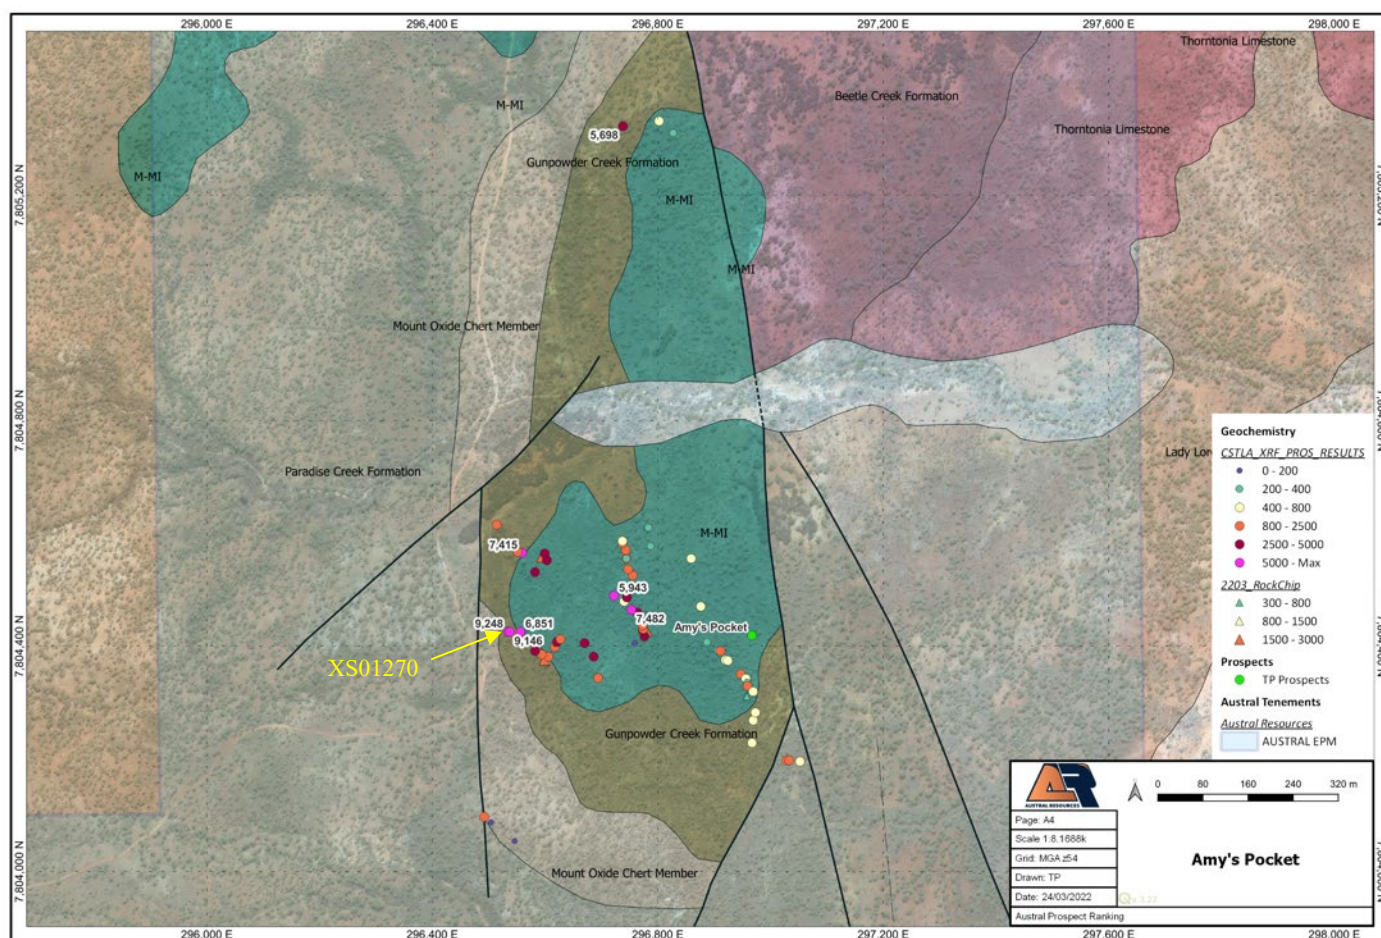 296,000 E 296,400 E 296,800 E 297,200 E 297,600 E 298,000 E
Thorntonia Limestone
M-MI
Beetle Creek Formation
5,698
Thorntonia Limestone
Gunpowder Creek Formation
M-MI
7,805,200 N
M-MI
M-MI
Mount Oxide Chert Member
7,804,800 N
Paradise Creek Formation
M-MI
7,415
5,943
7,482
9,248
6,851
9,146
Amy's Pocket
7,804,400 N
XS01270
Gunpowder Creek Formation
Mount Oxide Chert Member
7,804,000 N
Geochemistry
CSTLA_XRF_PROS_RESULTS
0 - 200
200 - 400
400 - 800
800 - 2500
2500 - 5000
5000 - Max
2203_RockChip
300 - 800
800 - 1500
1500 - 3000
Prospects
TP Prospects
Austral Tenements
Austral Resources
AUSTRAL EPM
AR
AUSTRAL RESOURCES
0 80 160 240 320 m
Page: A4
Scale 1:8.1688k
Grid: MGA z54
Drawn: TP
Date: 24/03/2022
Austral Prospect Ranking
Amy's Pocket
296,000 E 296,400 E 296,800 E 297,200 E 297,600 E 298,000 E